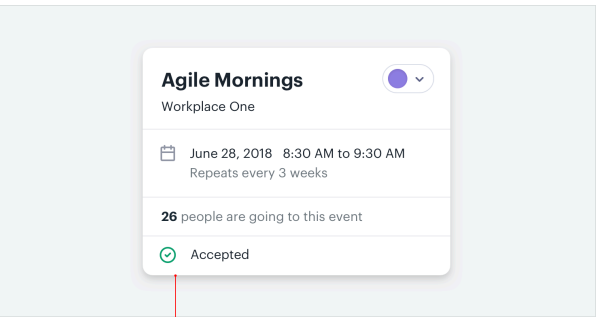 Agile Mornings
Workplace One
June 28, 2018 8:30 AM to 9:30 AM
Repeats every 3 weeks
26 people are going to this event
Accepted